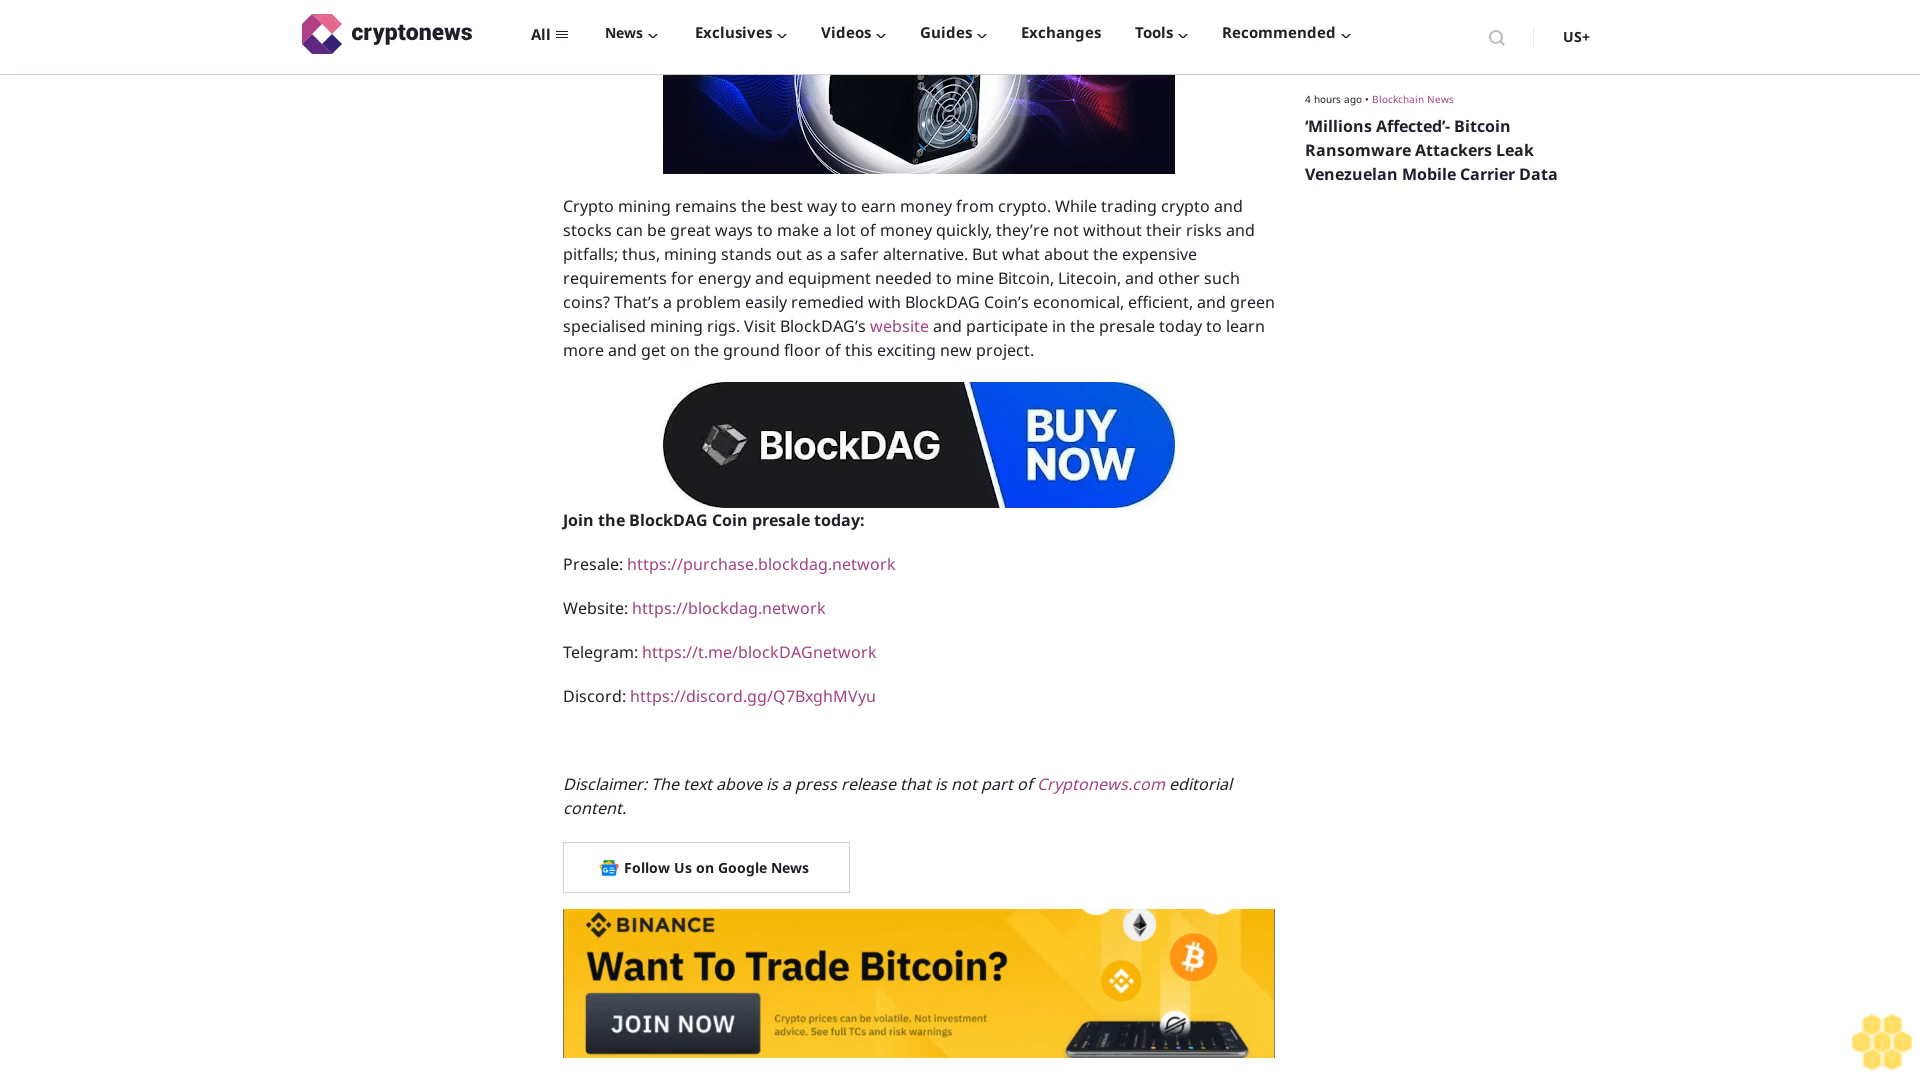 cryptonews
All
News
Exclusives
Videos
Guides
Exchanges
Tools
Recommended
US+
4 hours ago • Blockchain News
‘Millions Affected’- Bitcoin
Ransomware Attackers Leak
Venezuelan Mobile Carrier Data
Crypto mining remains the best way to earn money from crypto. While trading crypto and
stocks can be great ways to make a lot of money quickly, they’re not without their risks and
pitfalls; thus, mining stands out as a safer alternative. But what about the expensive
requirements for energy and equipment needed to mine Bitcoin, Litecoin, and other such
coins? That’s a problem easily remedied with BlockDAG Coin’s economical, efficient, and green
specialised mining rigs. Visit BlockDAG’s website and participate in the presale today to learn
more and get on the ground floor of this exciting new project.
BlockDAG
BUY
NOW
Join the BlockDAG Coin presale today:
Presale: https://purchase.blockdag.network
Website: https://blockdag.network
Telegram: https://t.me/blockDAGnetwork
Discord: https://discord.gg/Q7BxghMVyu
Disclaimer: The text above is a press release that is not part of Cryptonews.com editorial
content.
Follow Us on Google News
BINANCE
Want To Trade Bitcoin?
JOIN NOW
Crypto prices can be volatile. Not investment
advice. See full TCs and risk warnings